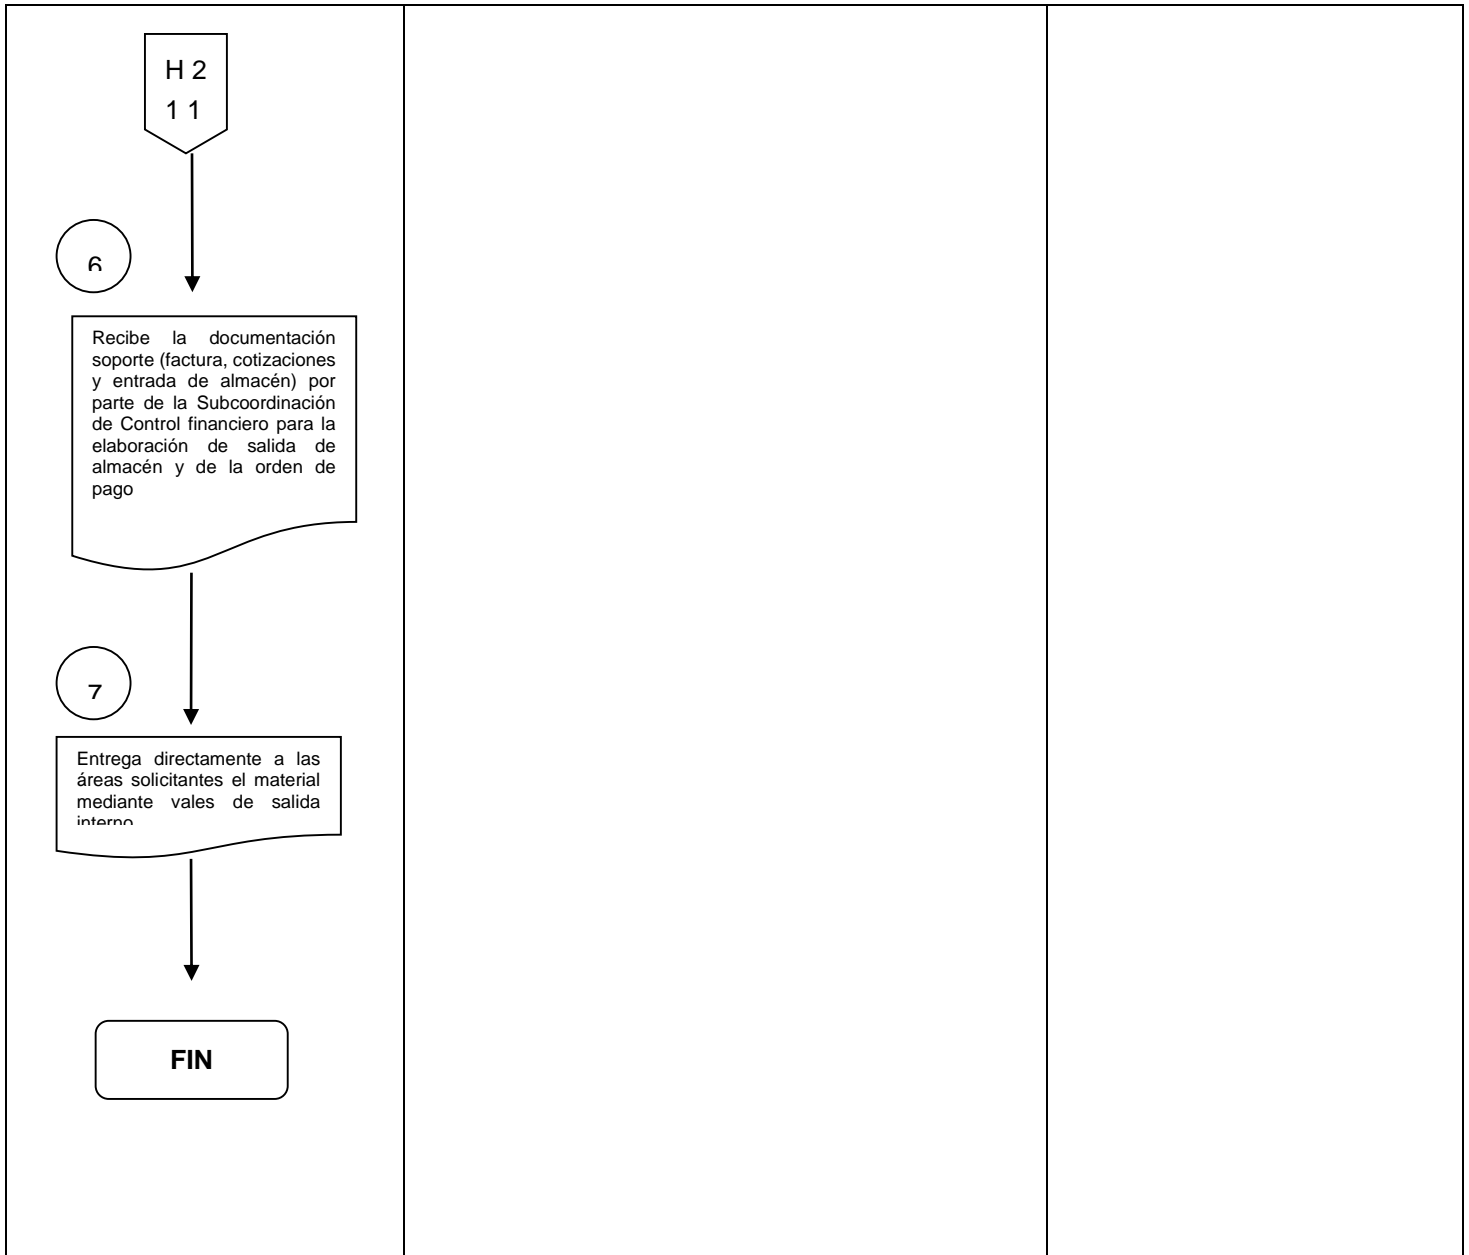 H 2
1 1
6
Recibe la documentación
soporte (factura, cotizaciones
y entrada de almacén) por
parte de la Subcoordinación
de Control financiero para la
elaboración de salida de
almacén y de la orden de
pago
7
Entrega directamente a las
áreas solicitantes el material
mediante vales de salida
interno
FIN